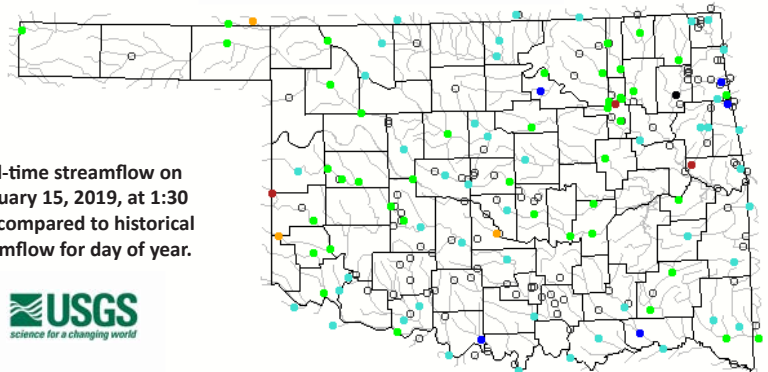 -time streamflow on
uary 15, 2019, at 1:30
compared to historical
mflow for day of year.
USGS
science for a changing world